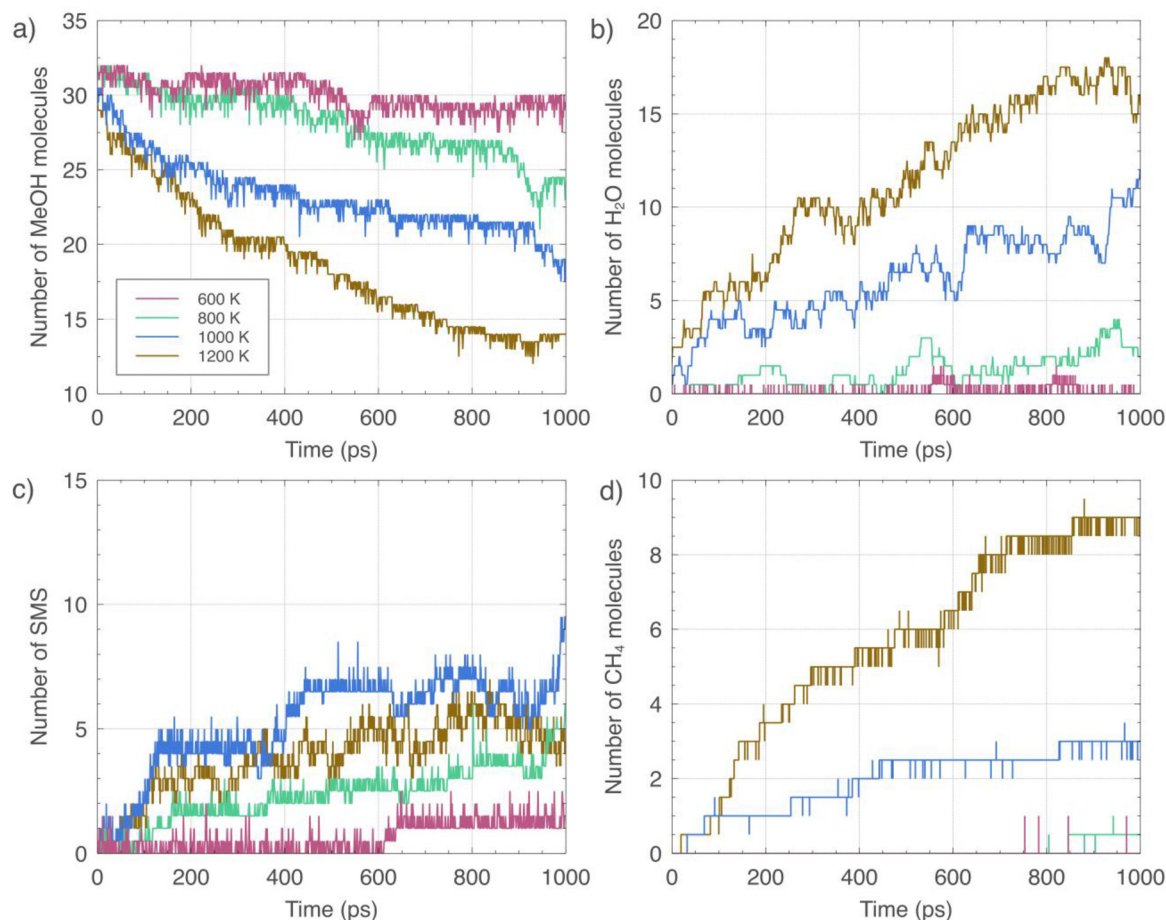 a)
35
30
25
20
15
10
Number of MeOH molecules
600 K
800 K
1000 K
1200 K
0 200 400 600 800 1000
Time (ps)
b)
20
15
10
5
0
Number of H₂O molecules
0 200 400 600 800 1000
Time (ps)
c)
15
10
5
0
Number of SMS
0 200 400 600 800 1000
Time (ps)
d)
10
8
6
4
2
0
Number of CH₄ molecules
0 200 400 600 800 1000
Time (ps)